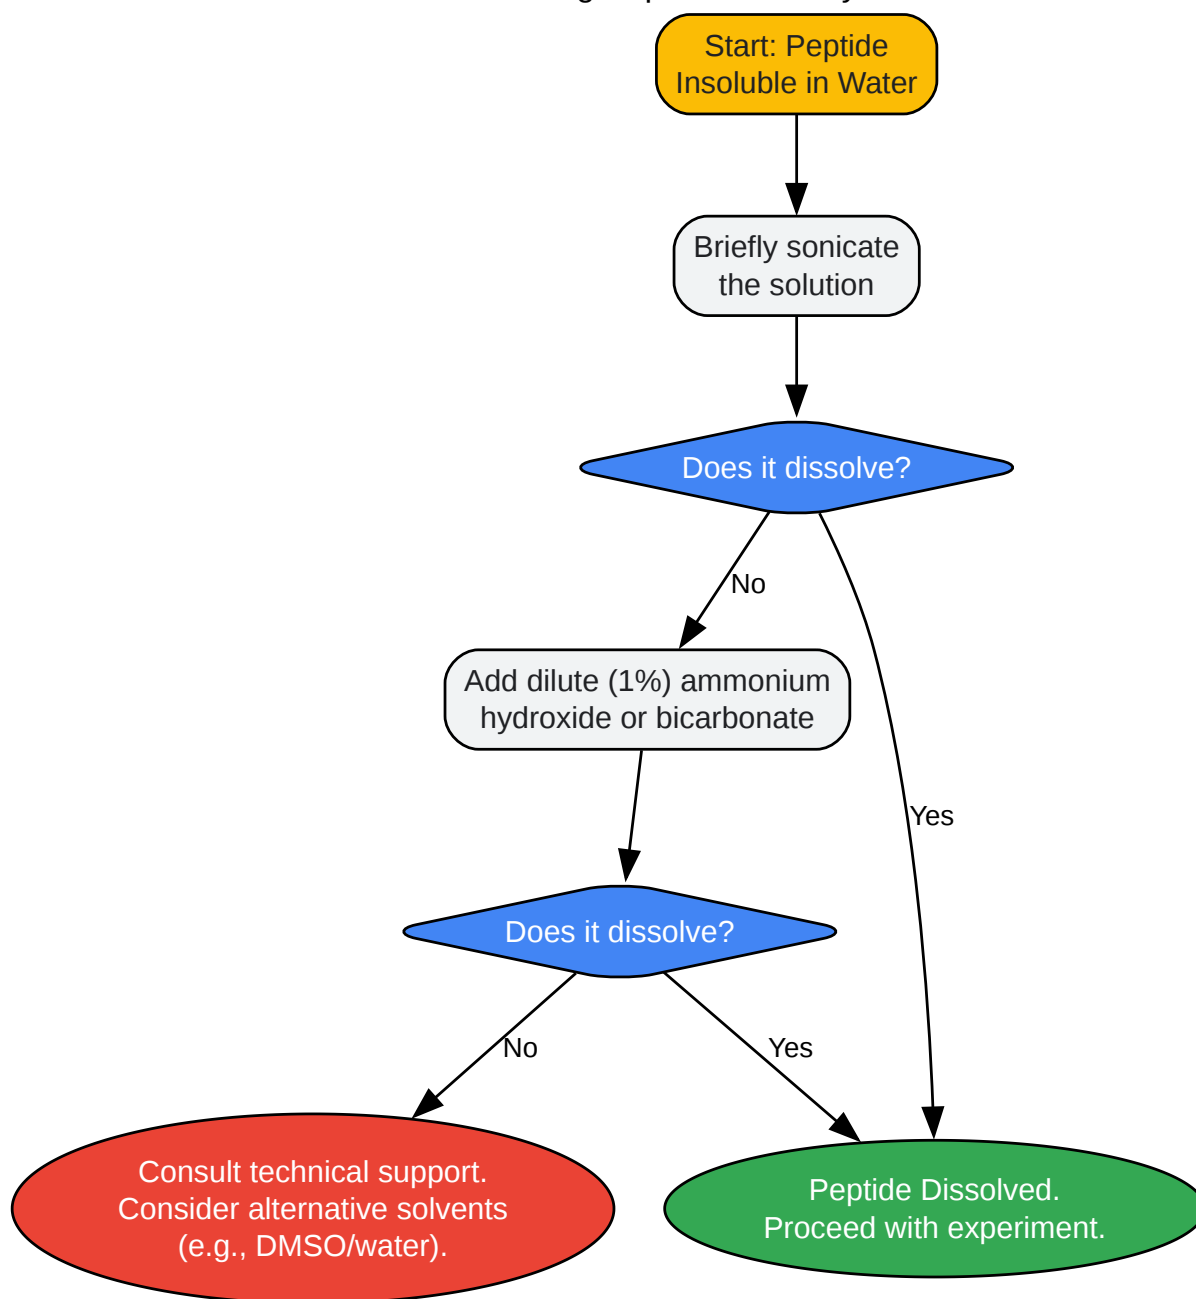 Start: Peptide
Insoluble in Water
Briefly sonicate
the solution
Does it dissolve?
No
Add dilute (1%) ammonium
hydroxide or bicarbonate
Yes
Does it dissolve?
No
Yes
Consult technical support.
Consider alternative solvents
(e.g., DMSO/water).
Peptide Dissolved.
Proceed with experiment.